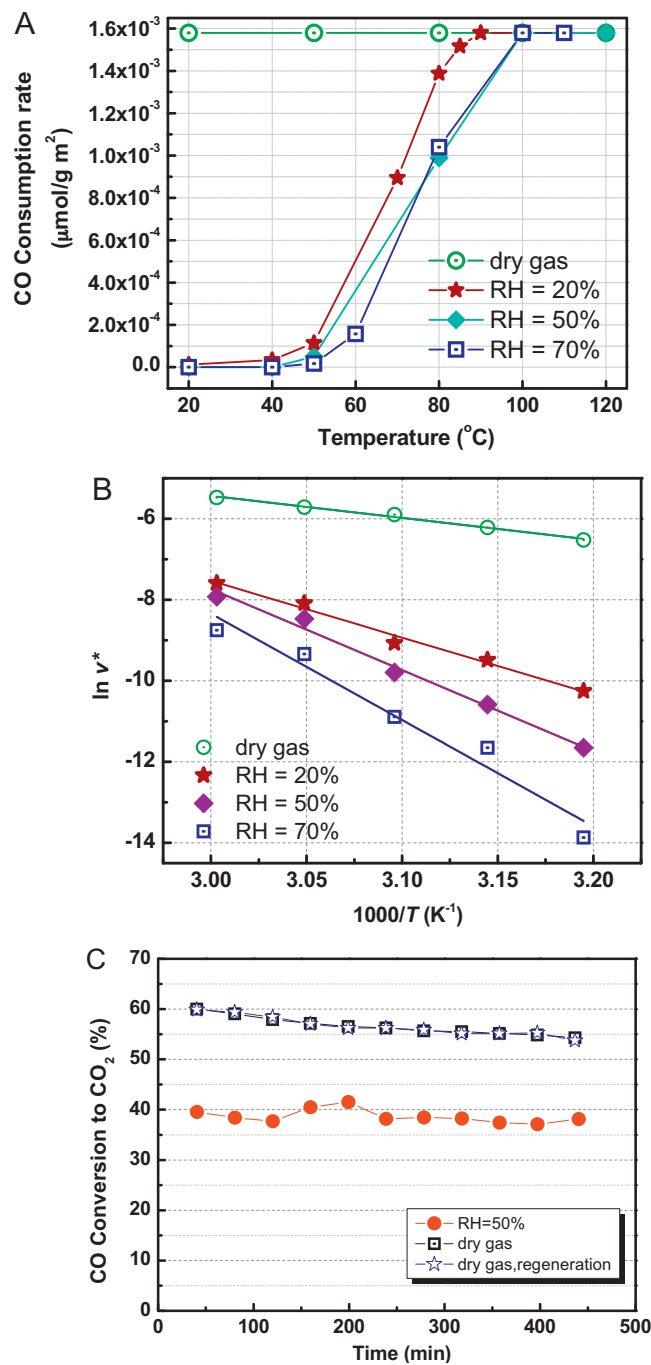 A
CO Consumption rate
(μmol/g m²)
1.6x10⁻³
1.4x10⁻³
1.2x10⁻³
1.0x10⁻³
8.0x10⁻⁴
6.0x10⁻⁴
4.0x10⁻⁴
2.0x10⁻⁴
0.0
dry gas
RH = 20%
RH = 50%
RH = 70%
20 40 60 80 100 120
Temperature (°C)
B
ln v*
-6
-8
-10
-12
-14
dry gas
RH = 20%
RH = 50%
RH = 70%
3.00 3.05 3.10 3.15 3.20
1000/T (K⁻¹)
C
CO Conversion to CO₂ (%)
70
60
50
40
30
20
10
0
RH=50%
dry gas
dry gas,regeneration
0 100 200 300 400 500
Time (min)